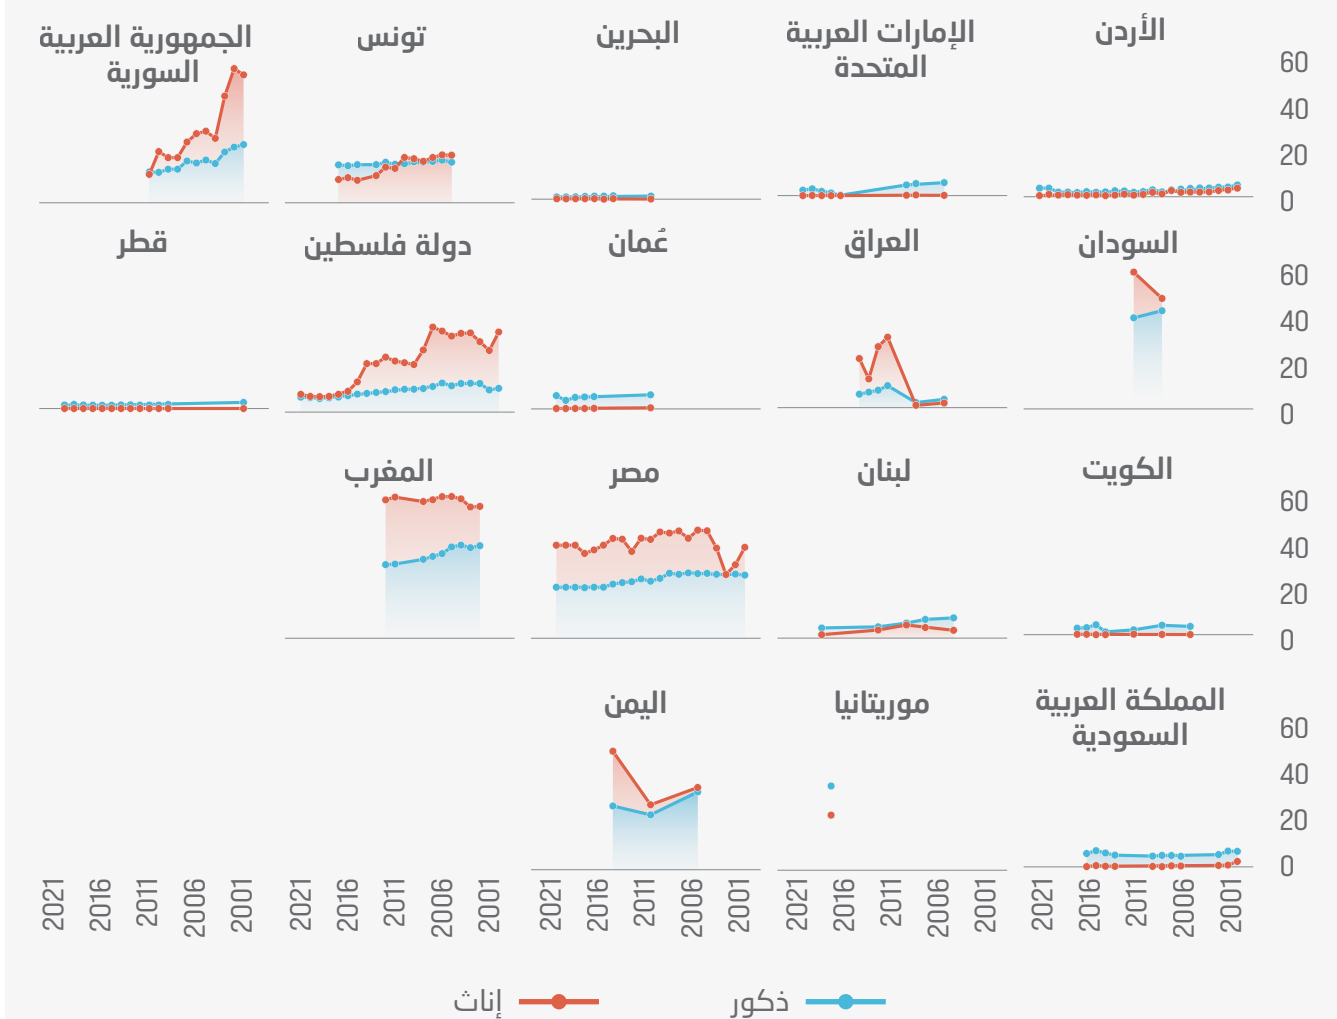 الأردن
الإمارات العربية
المتحدة
البحرين
تونس
الجمهورية العربية
السورية
60
40
20
0
السودان
العراق
عُمان
دولة فلسطين
قطر
60
40
20
0
الكويت
لبنان
مصر
المغرب
60
40
20
0
المملكة العربية
السعودية
موريتانيا
اليمن
60
40
20
0
2001 2006 2011 2016 2021
2001 2006 2011 2016 2021
2001 2006 2011 2016 2021
2001 2006 2011 2016 2021
2001 2006 2011 2016 2021
ذكور
إناث